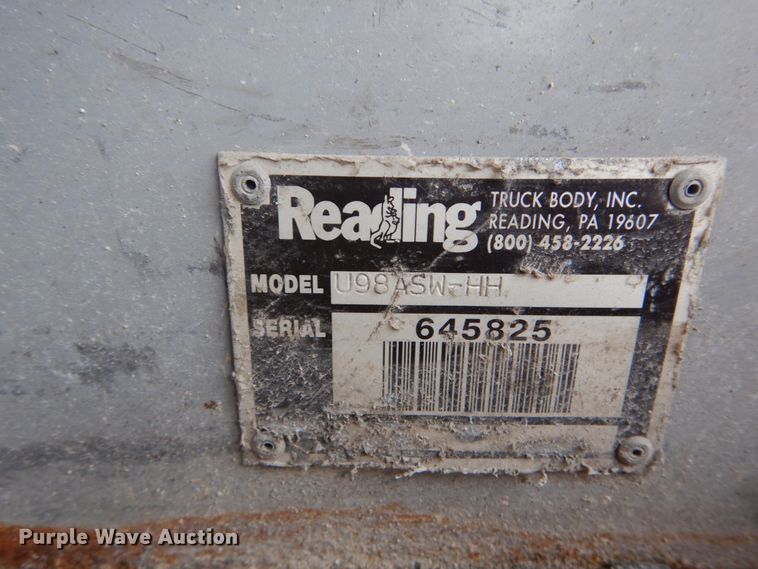 Reading
TRUCK BODY, INC.
READING, PA 19607
(800) 458-2226
MODEL U98ASW-HH
SERIAL 645825
Purple Wave Auction